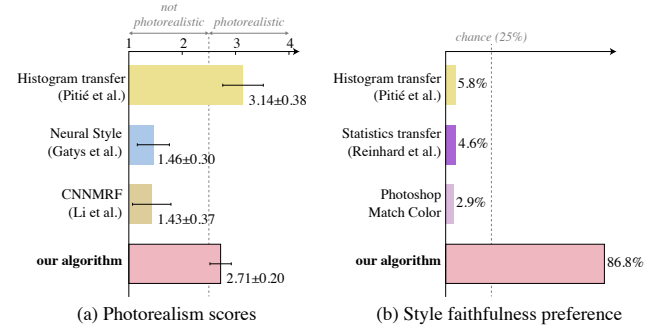 not
photorealistic
photorealistic
1 2 3 4
Histogram transfer
(Pitié et al.)
3.14±0.38
Neural Style
(Gatys et al.)
1.46±0.30
CNNMRF
(Li et al.)
1.43±0.37
our algorithm
2.71±0.20
(a) Photorealism scores
chance (25%)
Histogram transfer
(Pitié et al.)
5.8%
Statistics transfer
(Reinhard et al.)
4.6%
Photoshop
Match Color
2.9%
our algorithm
86.8%
(b) Style faithfulness preference